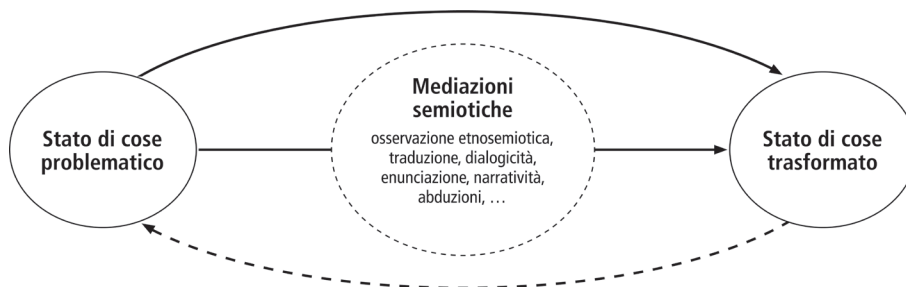 Stato di cose
problematico
Mediazioni
semiotiche
osservazione etnosemiotica,
traduzione, dialogicità,
enunciazione, narratività,
abduzioni, …
Stato di cose
trasformato